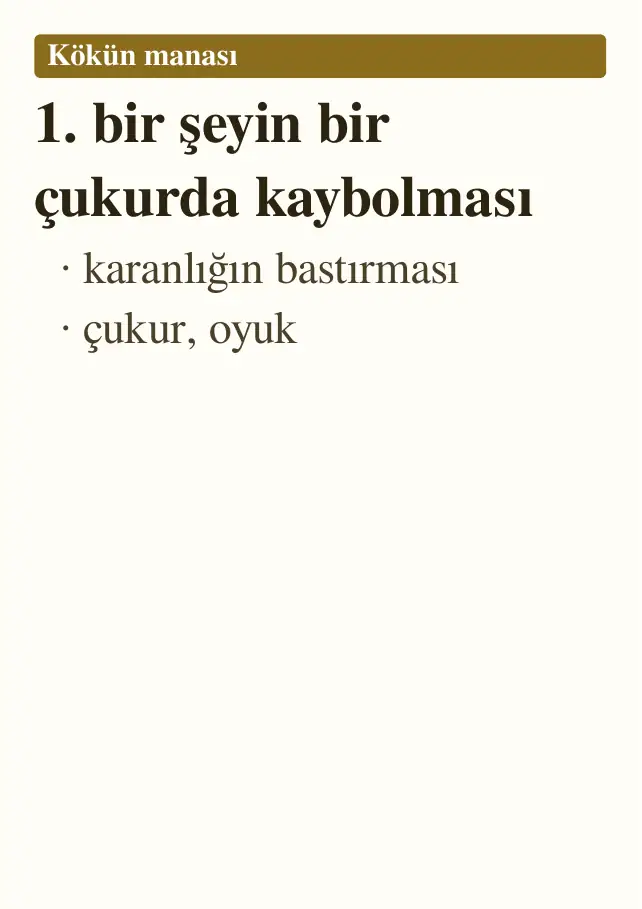 Kökün manası
1. bir şeyin bir
çukurda kaybolması
· karanlığın bastırması
· çukur, oyuk